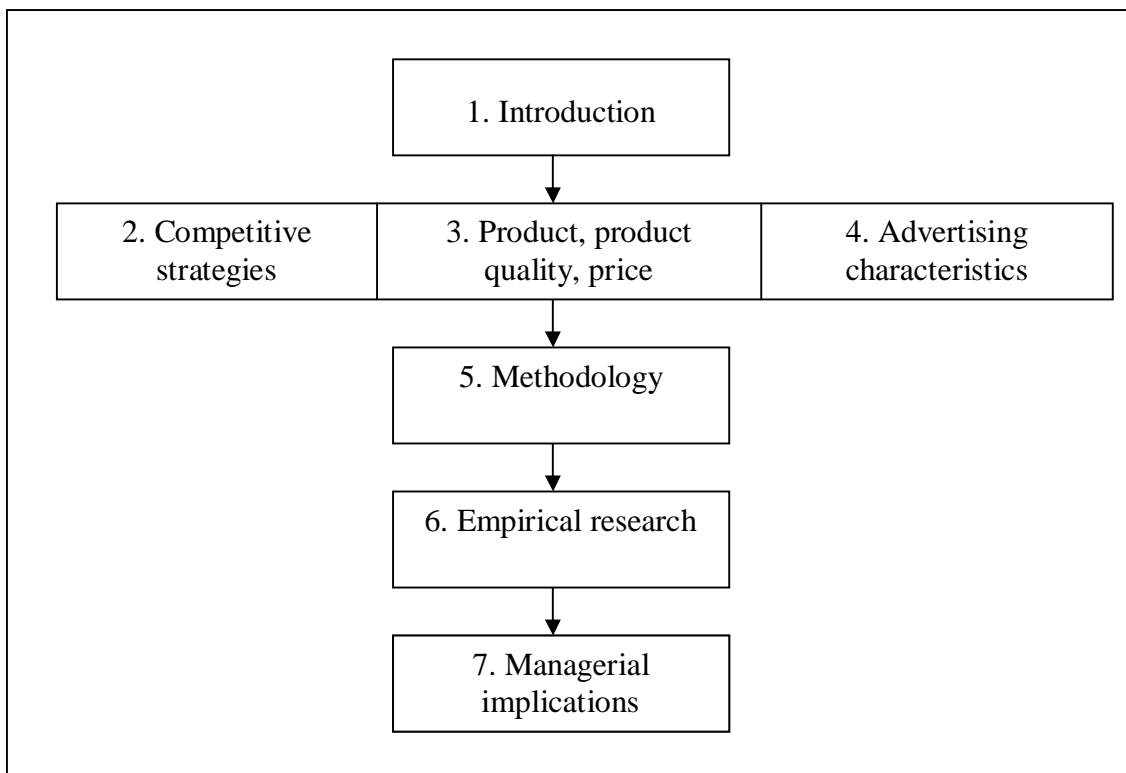 1. Introduction
2. Competitive
strategies
3. Product, product
quality, price
4. Advertising
characteristics
5. Methodology
6. Empirical research
7. Managerial
implications